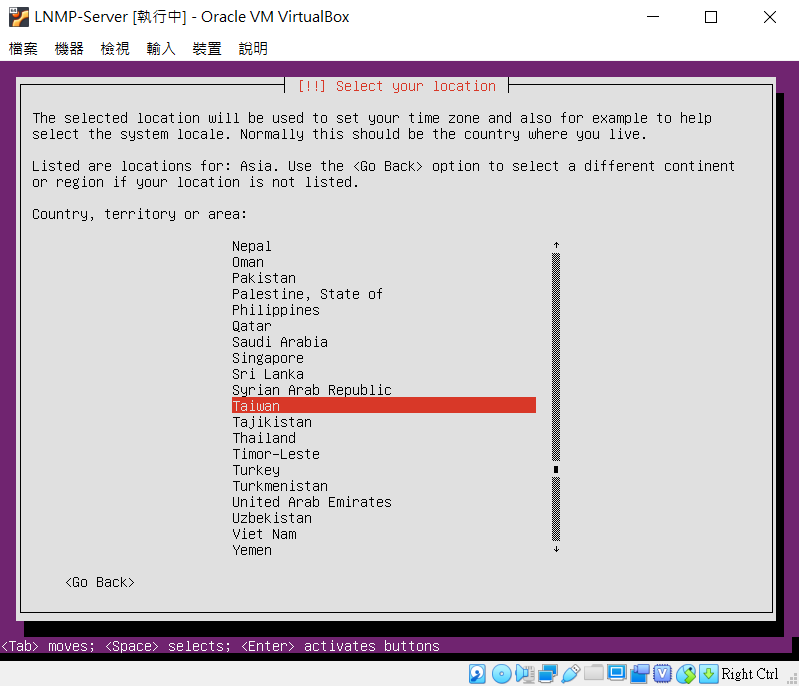 LNMP-Server [執行中] - Oracle VM VirtualBox
檔案 機器 檢視 輸入 裝置 說明
[!!] Select your location
The selected location will be used to set your time zone and also for example to help
select the system locale. Normally this should be the country where you live.
Listed are locations for: Asia. Use the <Go Back> option to select a different continent
or region if your location is not listed.
Country, territory or area:
Nepal
Oman
Pakistan
Palestine, State of
Philippines
Qatar
Saudi Arabia
Singapore
Sri Lanka
Syrian Arab Republic
Taiwan
Tajikistan
Thailand
Timor-Leste
Turkey
Turkmenistan
United Arab Emirates
Uzbekistan
Viet Nam
Yemen
<Go Back>
<Tab> moves; <Space> selects; <Enter> activates buttons
Right Ctrl